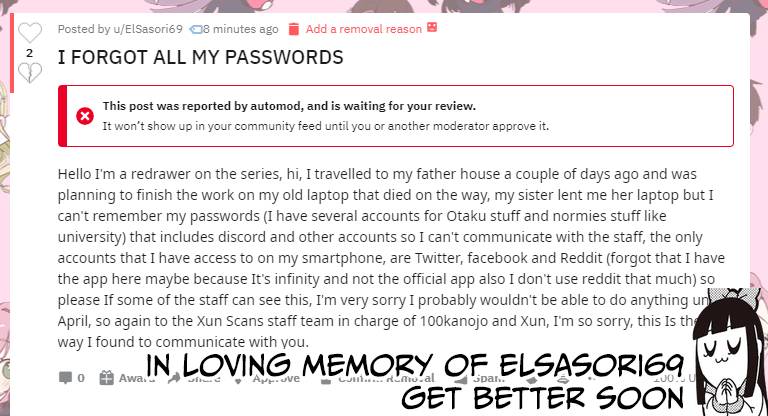 Posted by u/ElSasori69 8 minutes ago Add a removal reason
2
I FORGOT ALL MY PASSWORDS
This post was reported by automod, and is waiting for your review.
It won't show up in your community feed until you or another moderator approve it.
Hello I'm a redrawer on the series, hi, I travelled to my father house a couple of days ago and was
planning to finish the work on my old laptop that died on the way, my sister lent me her laptop but I
can't remember my passwords (I have several accounts for Otaku stuff and normies stuff like
university) that includes discord and other accounts so I can't communicate with the staff, the only
accounts that I have access to on my smartphone, are Twitter, facebook and Reddit (forgot that I have
the app here maybe because It's infinity and not the official app also I don't use reddit that much) so
please If some of the staff can see this, I'm very sorry I probably wouldn't be able to do anything un
April, so again to the Xun Scans staff team in charge of 100kanojo and Xun, I'm so sorry, this Is the
way I found to communicate with you.
IN LOVING MEMORY OF ELSASORI69
0 Award Share Approve Confirm Removal Spam
GET BETTER SOON